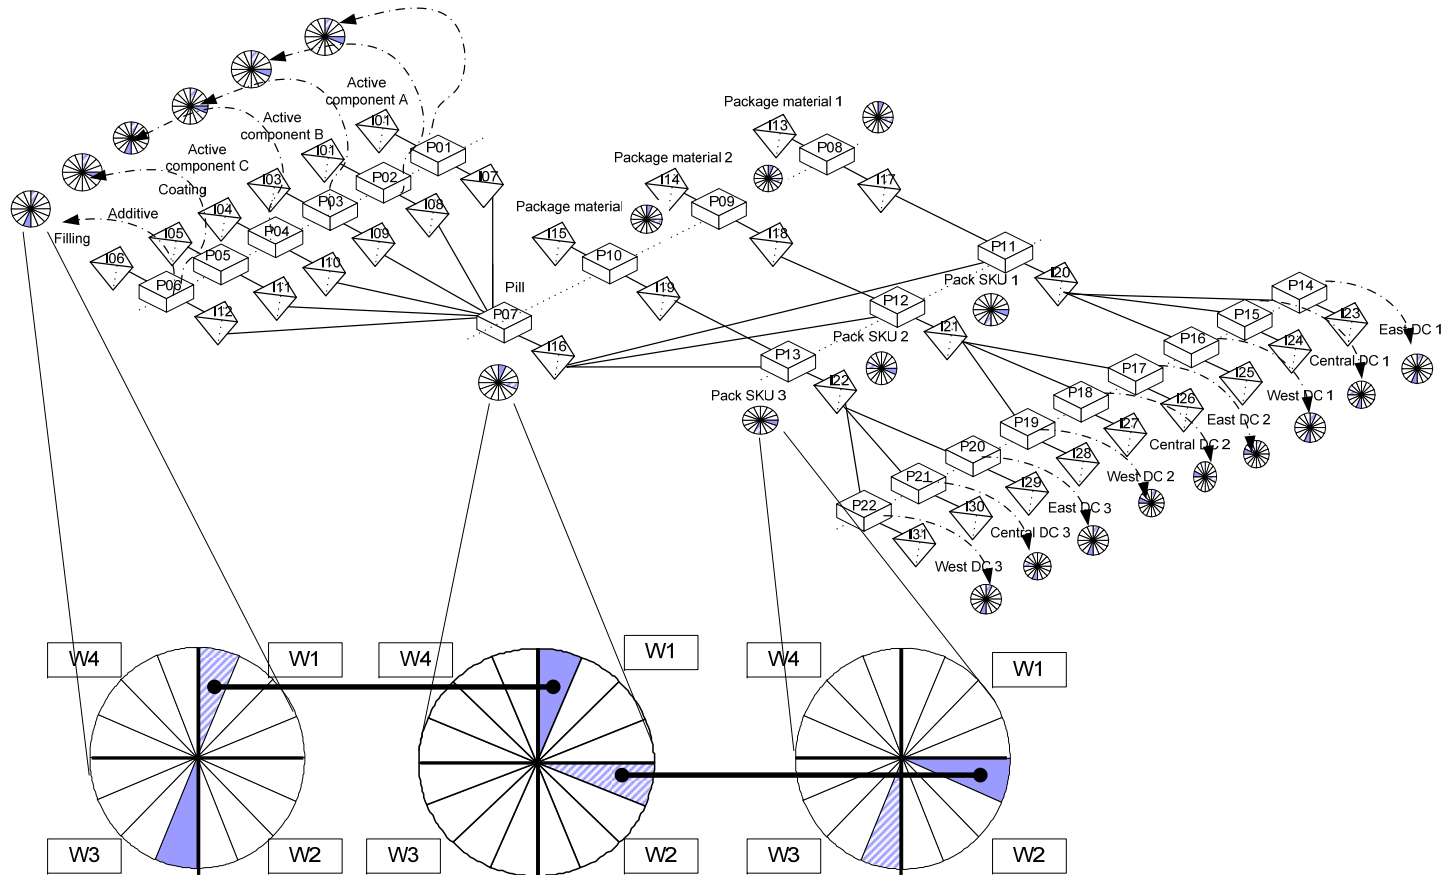 Active
component A
I01
P01
I07
Active
component B
I01
P02
I08
Active
component C
I03
P03
I09
Coating
I04
P04
I10
Additive
I05
P05
I11
Filling
I06
P06
I12
Pill
P07
I16
Package material 1
I13
P08
I17
Package material 2
I14
P09
I18
Package material
I15
P10
I19
P11
Pack SKU 1
I20
P12
Pack SKU 2
I21
P13
Pack SKU 3
I22
P14
I23
East DC 1
P15
I24
Central DC 1
P16
I25
West DC 1
P17
I26
East DC 2
P18
I27
Central DC 2
P19
I28
West DC 2
P20
I29
East DC 3
P21
I30
Central DC 3
P22
I31
West DC 3
W4
W1
W3
W2
W4
W1
W3
W2
W4
W1
W3
W2